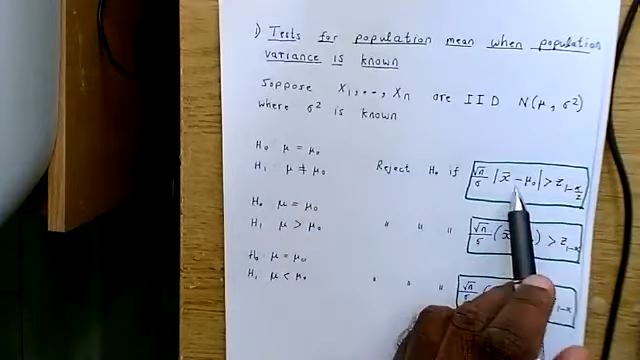 1) Tests for population mean when population
variance is known
Suppose X₁, .., Xₙ are IID N(μ, σ²)
where σ² is known
H₀ μ = μ₀
H₁ μ ≠ μ₀ Reject H₀ if √n/σ |x̄ - μ₀| > z₁₋α/₂
H₀ μ = μ₀
H₁ μ > μ₀ " " " √n/σ (x̄ ) > z₁₋α
H₀ μ = μ₀
H₁ μ < μ₀ " " " √n/σ ( 1-α